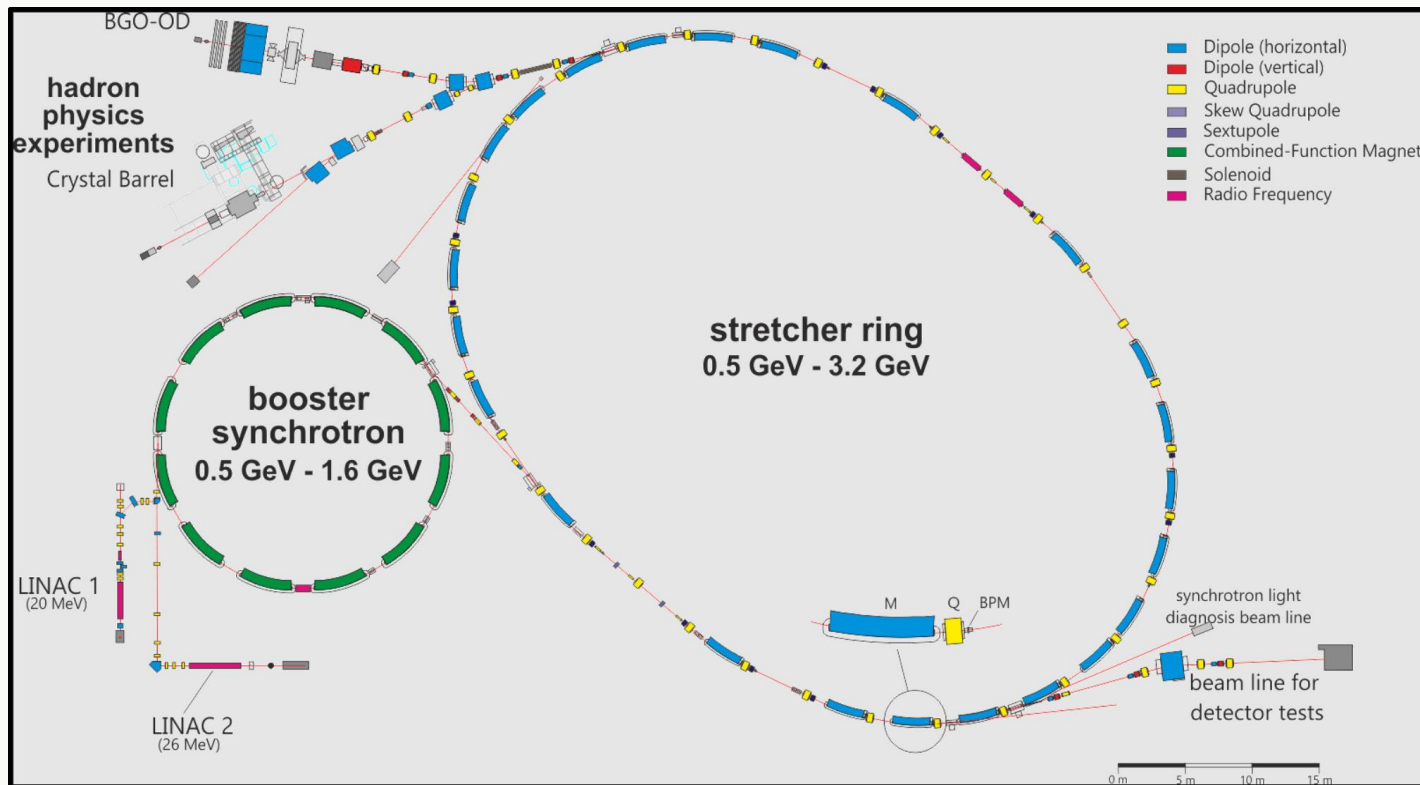 BGO-OD
hadron
physics
experiments
Crystal Barrel
Dipole (horizontal)
Dipole (vertical)
Quadrupole
Skew Quadrupole
Sextupole
Combined-Function Magnet
Solenoid
Radio Frequency
stretcher ring
0.5 GeV - 3.2 GeV
booster
synchrotron
0.5 GeV - 1.6 GeV
LINAC 1
(20 MeV)
LINAC 2
(26 MeV)
M
Q
BPM
synchrotron light
diagnosis beam line
beam line for
detector tests
0 m 5 m 10 m 15 m